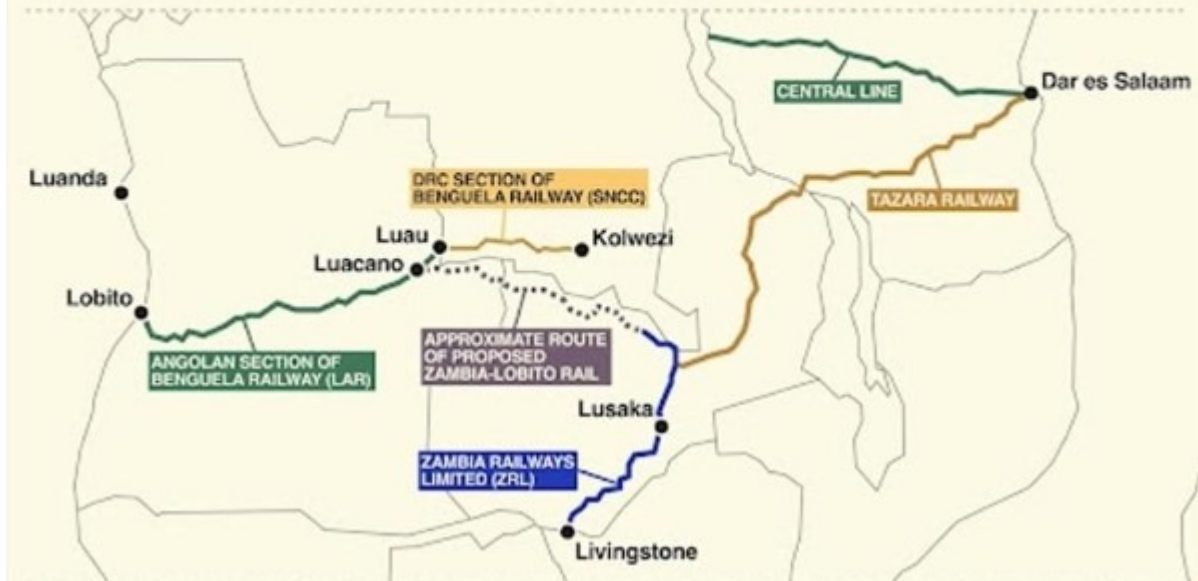 Dar es Salaam
CENTRAL LINE
Luanda
DRC SECTION OF
BENGUELA RAILWAY (SNCC)
TAZARA RAILWAY
Luau
Kolwezi
Luacano
Lobito
APPROXIMATE ROUTE
OF PROPOSED
ZAMBIA-LOBITO RAIL
ANGOLAN SECTION OF
BENGUELA RAILWAY (LAR)
Lusaka
ZAMBIA RAILWAYS
LIMITED (ZRL)
Livingstone